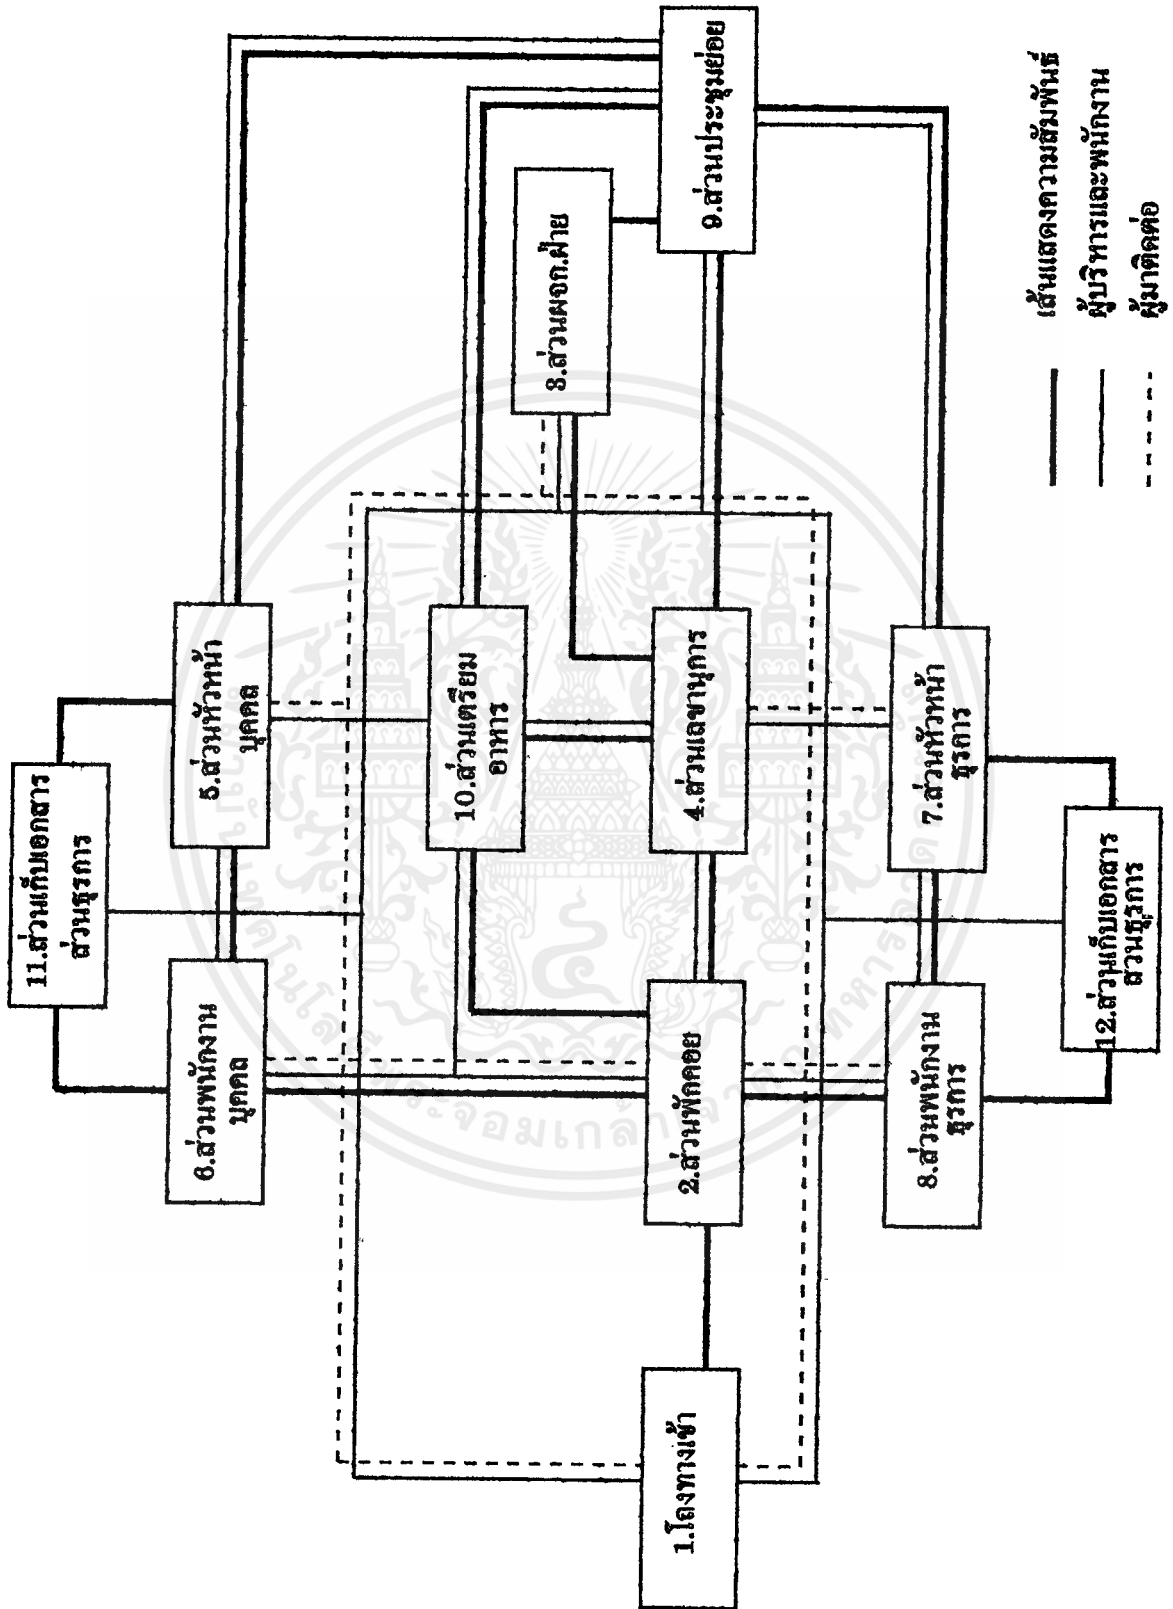 11.ส่วนเก็บเอกสาร
ส่วนธุรการ
6.ส่วนพนักงาน
บุคคล
5.ส่วนหัวหน้า
บุคคล
10.ส่วนเตรียม
อาหาร
3.ส่วนผจก.ฝ่าย
1.โถงทางเข้า
2.ส่วนพักคอย
4.ส่วนเลขานุการ
9.ส่วนประชุมย่อย
8.ส่วนพนักงาน
ธุรการ
7.ส่วนหัวหน้า
ธุรการ
12.ส่วนเก็บเอกสาร
ส่วนธุรการ
เส้นแสดงความสัมพันธ์
ผู้บริหารและพนักงาน
ผู้มาติดต่อ